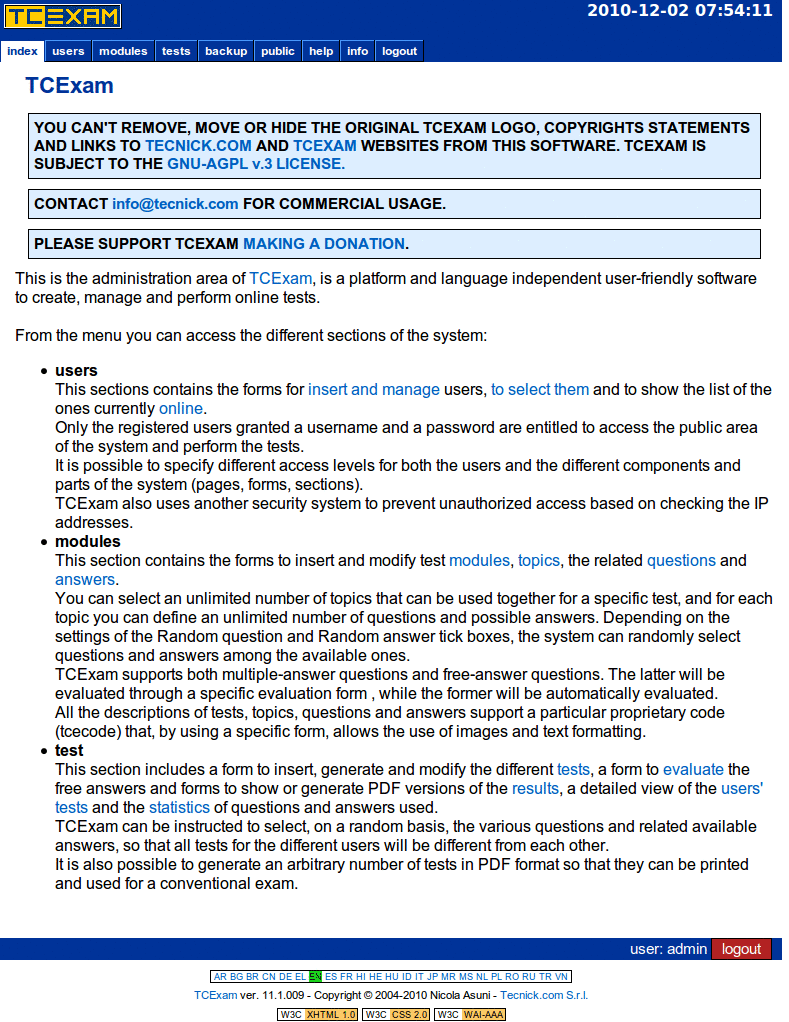 TCEXAM
2010-12-02 07:54:11
index users modules tests backup public help info logout
TCExam
YOU CAN'T REMOVE, MOVE OR HIDE THE ORIGINAL TCEXAM LOGO, COPYRIGHTS STATEMENTS
AND LINKS TO TECNICK.COM AND TCEXAM WEBSITES FROM THIS SOFTWARE. TCEXAM IS
SUBJECT TO THE GNU-AGPL v.3 LICENSE.
CONTACT info@tecnick.com FOR COMMERCIAL USAGE.
PLEASE SUPPORT TCEXAM MAKING A DONATION.
This is the administration area of TCExam, is a platform and language independent user-friendly software
to create, manage and perform online tests.
From the menu you can access the different sections of the system:
• users
This sections contains the forms for insert and manage users, to select them and to show the list of the
ones currently online.
Only the registered users granted a username and a password are entitled to access the public area
of the system and perform the tests.
It is possible to specify different access levels for both the users and the different components and
parts of the system (pages, forms, sections).
TCExam also uses another security system to prevent unauthorized access based on checking the IP
addresses.
• modules
This section contains the forms to insert and modify test modules, topics, the related questions and
answers.
You can select an unlimited number of topics that can be used together for a specific test, and for each
topic you can define an unlimited number of questions and possible answers. Depending on the
settings of the Random question and Random answer tick boxes, the system can randomly select
questions and answers among the available ones.
TCExam supports both multiple-answer questions and free-answer questions. The latter will be
evaluated through a specific evaluation form , while the former will be automatically evaluated.
All the descriptions of tests, topics, questions and answers support a particular proprietary code
(tcecode) that, by using a specific form, allows the use of images and text formatting.
• test
This section includes a form to insert, generate and modify the different tests, a form to evaluate the
free answers and forms to show or generate PDF versions of the results, a detailed view of the users'
tests and the statistics of questions and answers used.
TCExam can be instructed to select, on a random basis, the various questions and related available
answers, so that all tests for the different users will be different from each other.
It is also possible to generate an arbitrary number of tests in PDF format so that they can be printed
and used for a conventional exam.
user: admin logout
AR BG BR CN DE EL EN ES FR HI HE HU ID IT JP MR MS NL PL RO RU TR VN
TCExam ver. 11.1.009 - Copyright © 2004-2010 Nicola Asuni - Tecnick.com S.r.l.
W3C XHTML 1.0 W3C CSS 2.0 W3C WAI-AAA